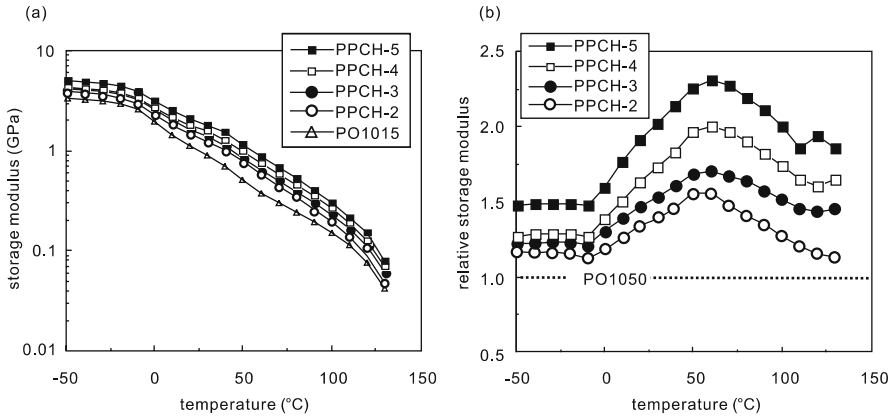 (a)
storage modulus (GPa)
10
1
0.1
0.01
-50
0
50
100
150
temperature (°C)
PPCH-5
PPCH-4
PPCH-3
PPCH-2
PO1015
(b)
relative storage modulus
2.5
2.0
1.5
1.0
0.5
-50
0
50
100
150
temperature (°C)
PPCH-5
PPCH-4
PPCH-3
PPCH-2
PO1050